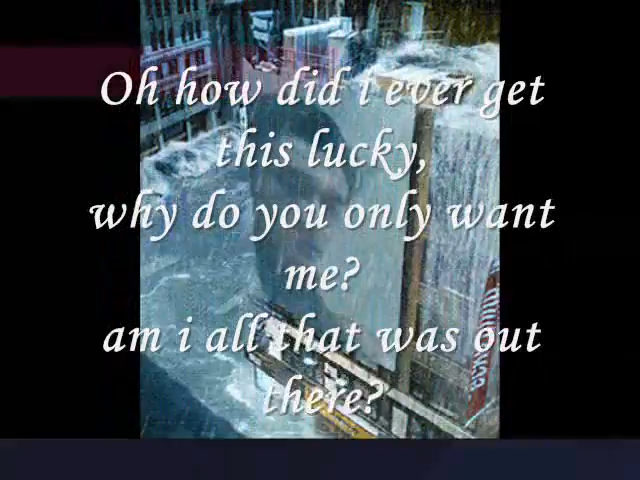 Oh how did i ever get
this lucky,
why do you only want
me?
am i all that was out
there?